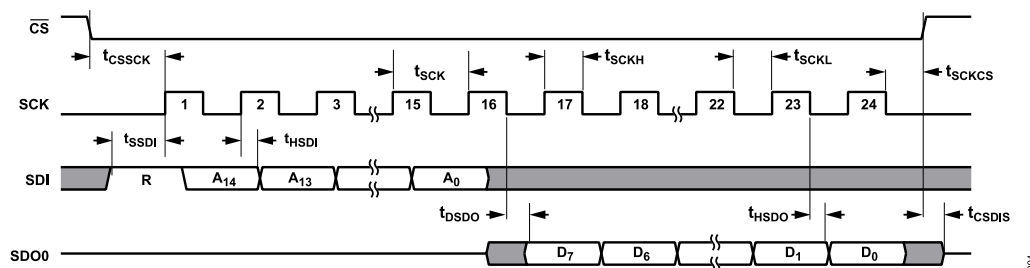 CS
tCSSCK
tSCK
tSCKH
tSCKL
tSCKCS
SCK
1 2 3 15 16 17 18 22 23 24
tSSDI
tHSDI
SDI
R A14 A13 A0
tDSDO
tHSDO
tCSDIS
SDO0
D7 D6 D1 D0